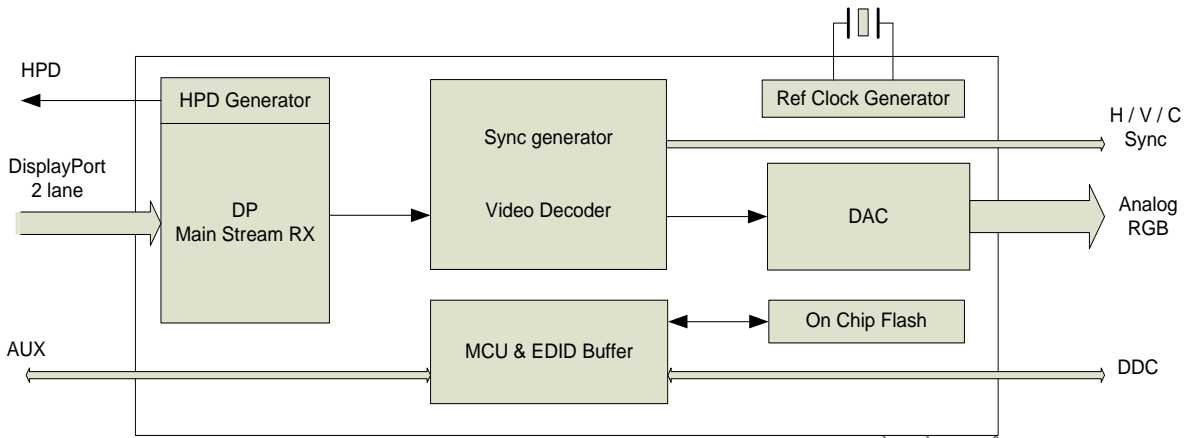 HPD
HPD Generator
Ref Clock Generator
H / V / C
Sync
DisplayPort
2 lane
Sync generator
DP
Main Stream RX
Video Decoder
DAC
Analog
RGB
On Chip Flash
MCU & EDID Buffer
AUX
DDC